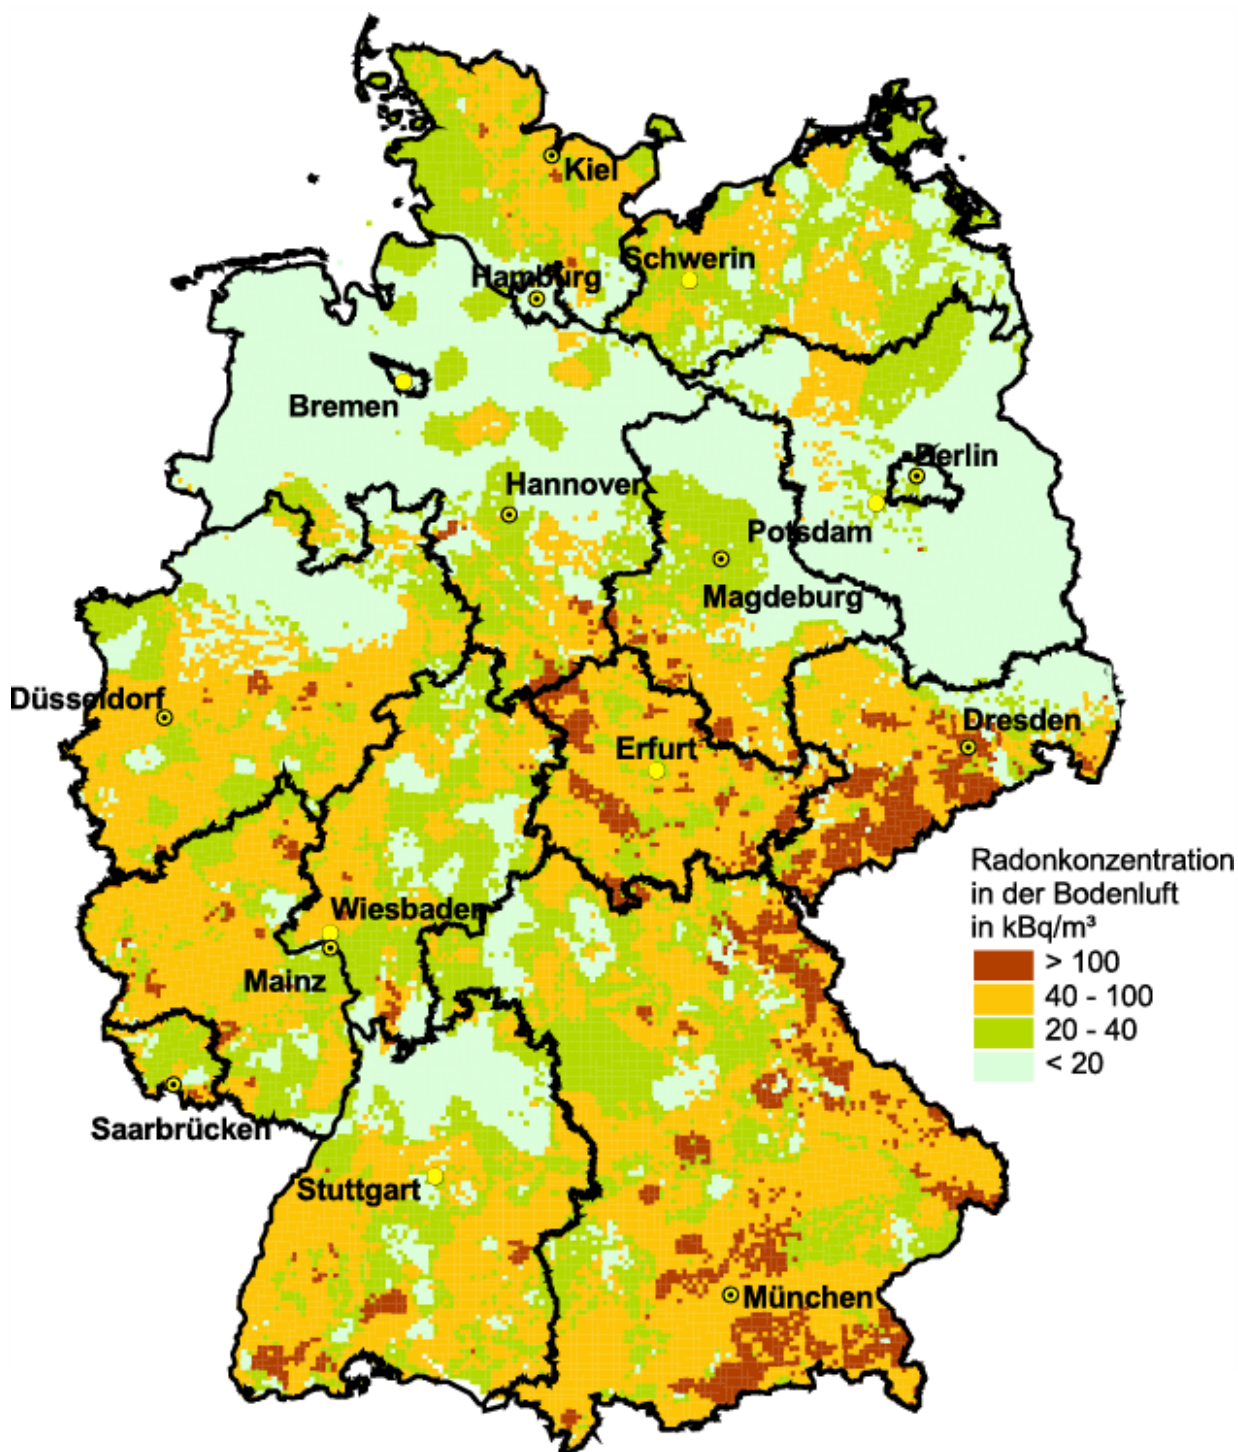 Kiel
Schwerin
Hamburg
Bremen
Berlin
Hannover
Potsdam
Magdeburg
Düsseldorf
Dresden
Erfurt
Radonkonzentration
in der Bodenluft
in kBq/m³
> 100
40 - 100
20 - 40
< 20
Wiesbaden
Mainz
Saarbrücken
Stuttgart
München